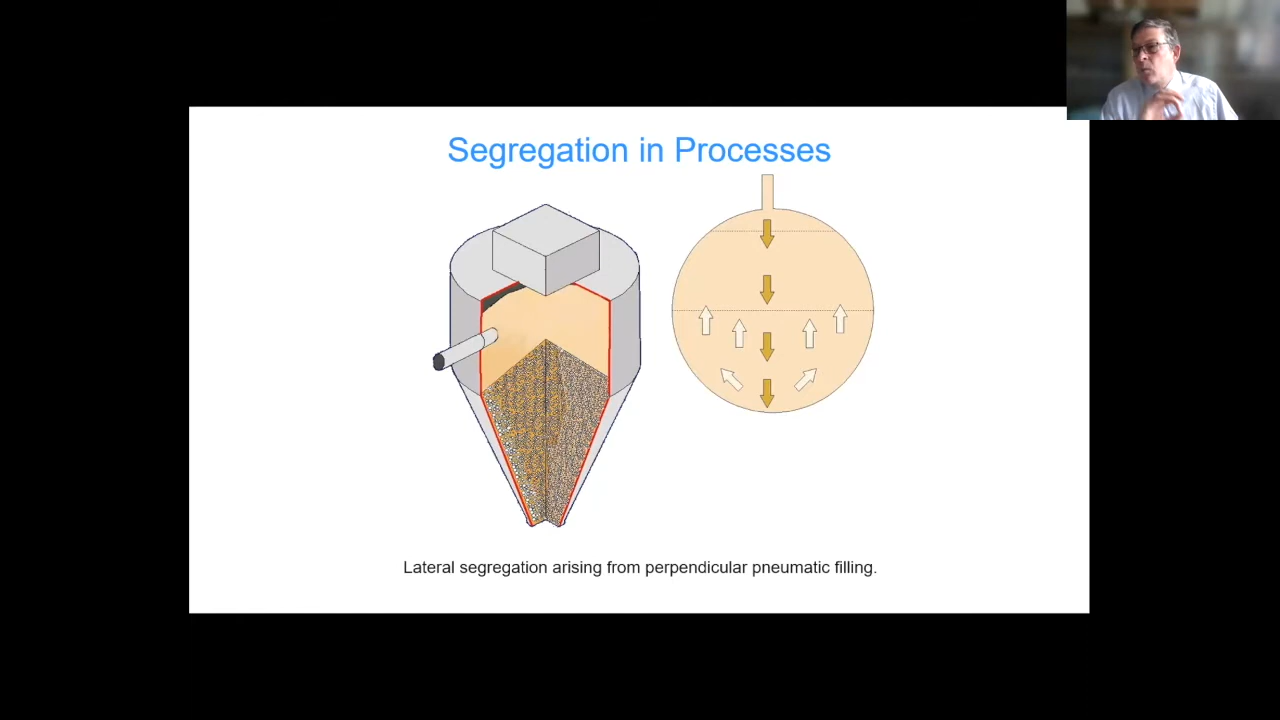 Segregation in Processes
Lateral segregation arising from perpendicular pneumatic filling.